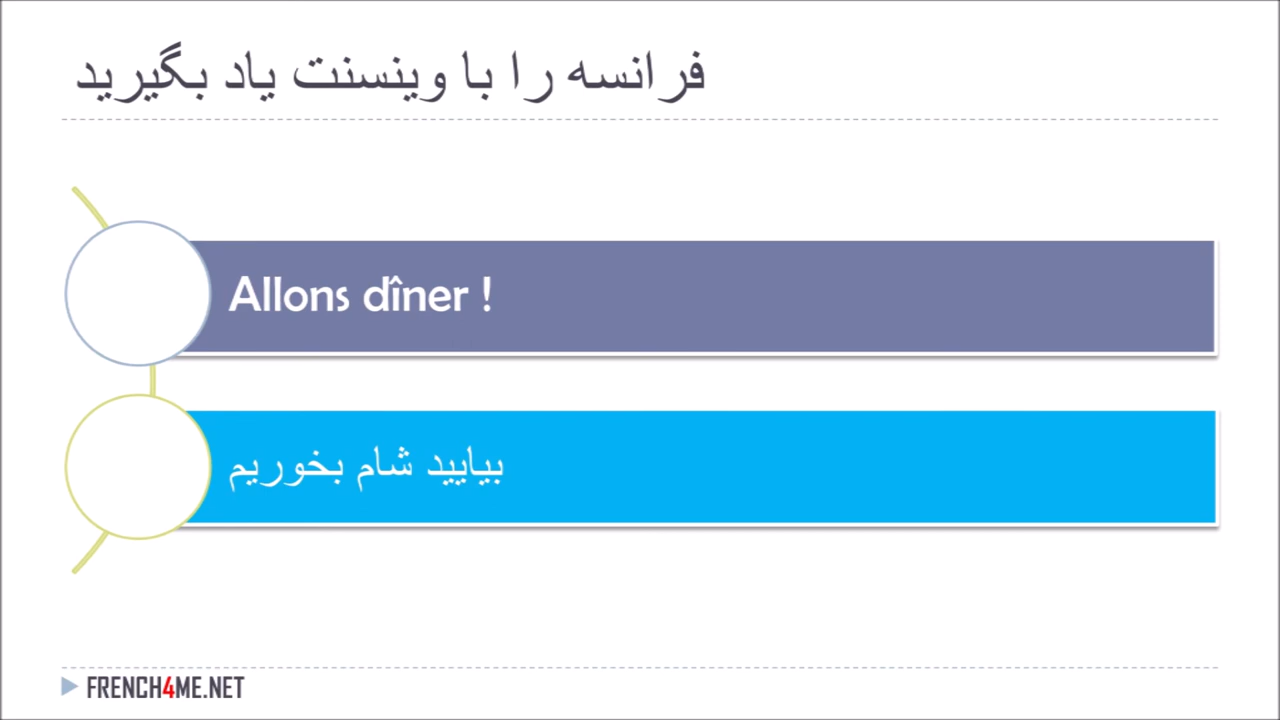 فرانسه را با وینسنت یاد بگیرید
Allons dîner !
بیایید شام بخوریم
FRENCH4ME.NET